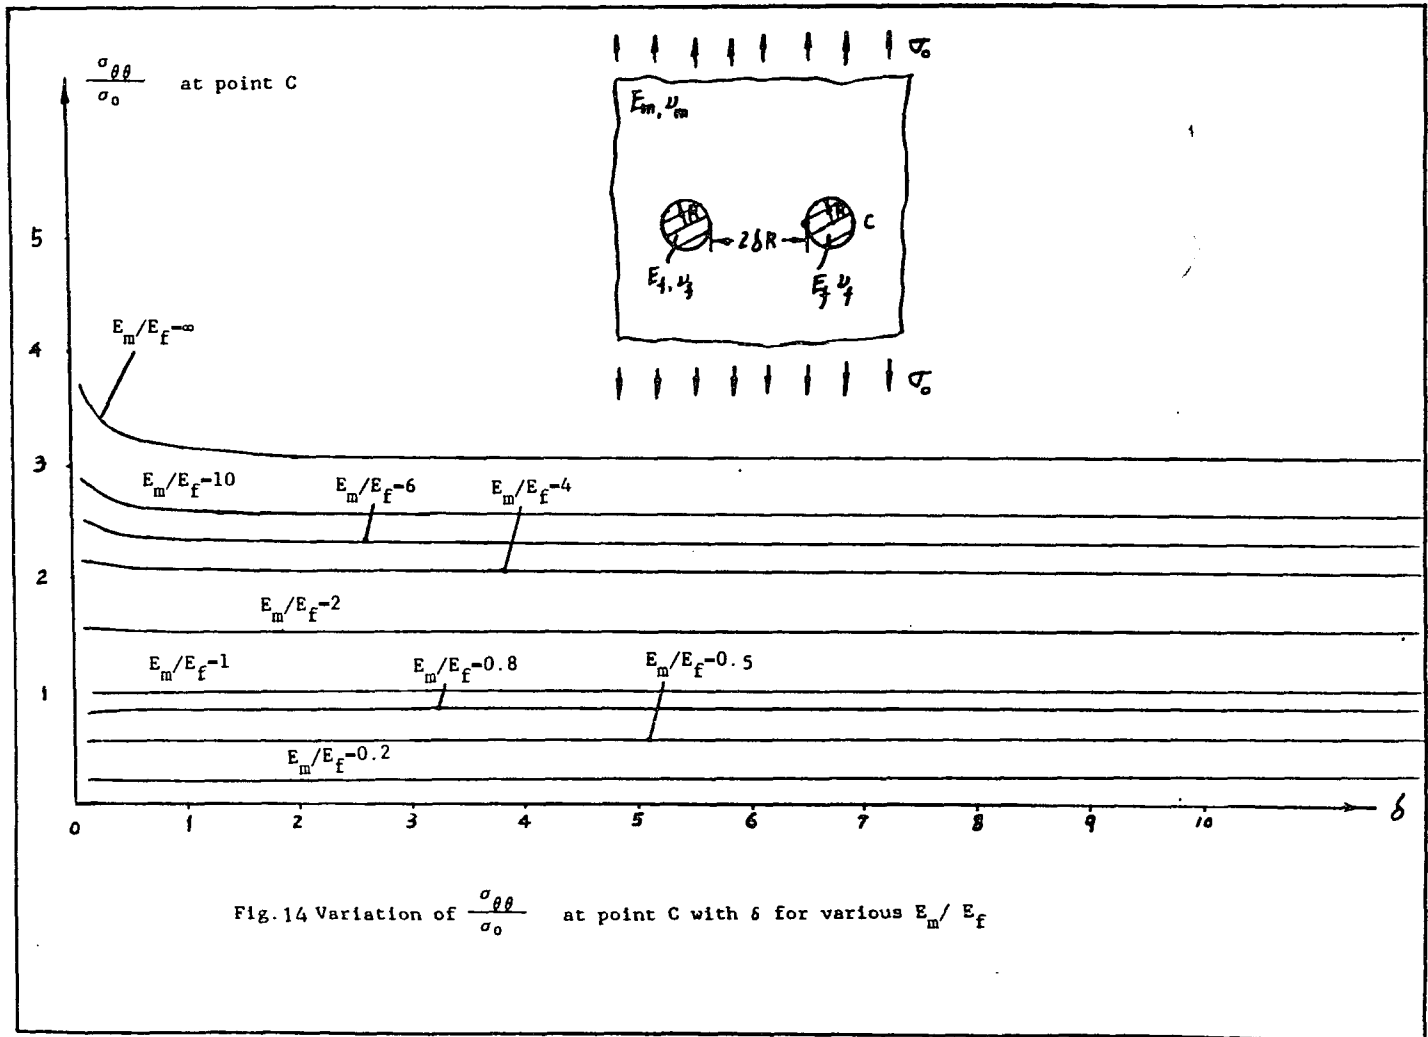 σθθ
σ0 at point C
σ0
Em, νm
R
R
C
2δR
Ef, νf
Ef νf
5
Em/Ef=∞
4
σ0
3
Em/Ef=10
Em/Ef=6
Em/Ef=4
2
Em/Ef=2
Em/Ef=1
Em/Ef=0.8
Em/Ef=0.5
1
Em/Ef=0.2
0 1 2 3 4 5 6 7 8 9 10 δ
Fig.14 Variation of σθθ/σ0 at point C with δ for various Em/ Ef